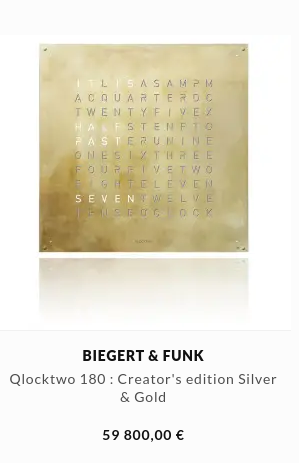 ITLISASAMPM
ACQUARTERDC
TWENTYFIVEX
HALFSTENFTO
PASTERUNINE
ONESIXTHREE
FOURFIVETWO
EIGHTELEVEN
SEVENTWELVE
TENSEOCLOCK
BIEGERT & FUNK
Qlocktwo 180 : Creator's edition Silver
& Gold
59 800,00 €